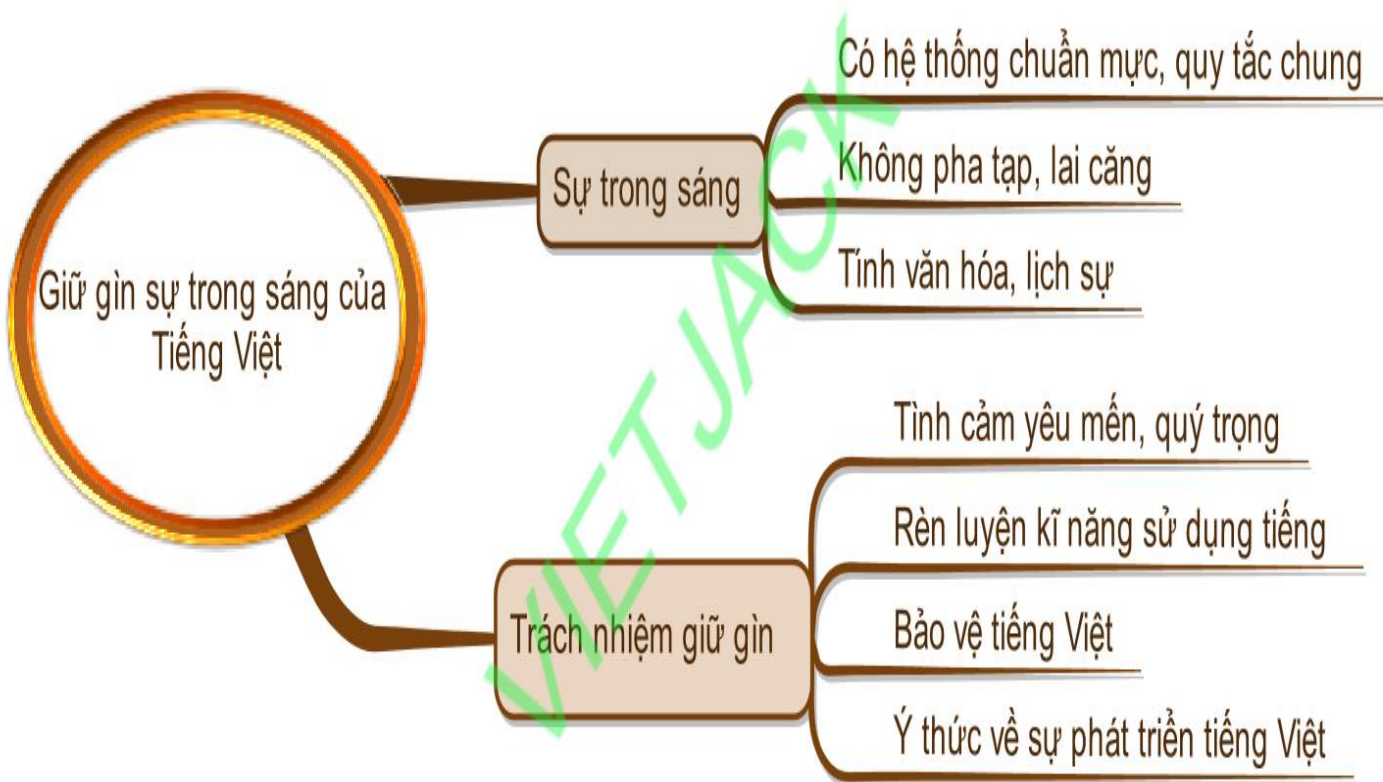 Có hệ thống chuẩn mực, quy tắc chung
Sự trong sáng
Không pha tạp, lai căng
Tính văn hóa, lịch sự
Giữ gìn sự trong sáng của
Tiếng Việt
Tình cảm yêu mến, quý trọng
Rèn luyện kĩ năng sử dụng tiếng
Trách nhiệm giữ gìn
Bảo vệ tiếng Việt
Ý thức về sự phát triển tiếng Việt
VIETJACK